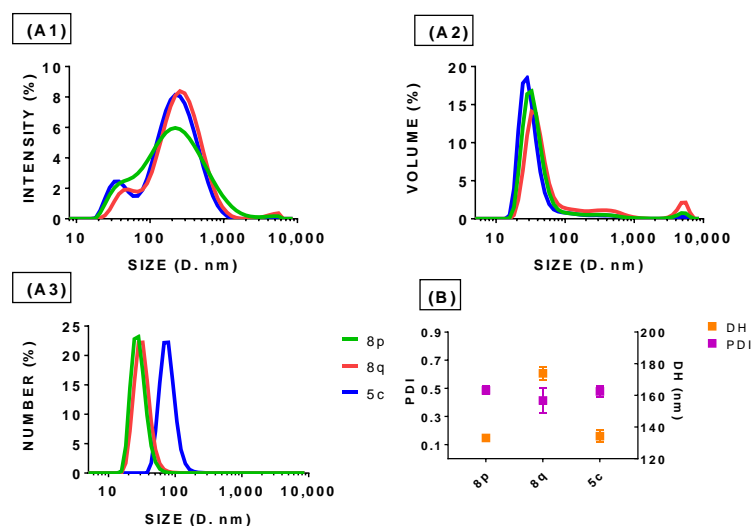 (A1)
10
8
6
4
2
0
INTENSITY (%)
10 100 1,000 10,000
SIZE (D. nm)
(A2)
20
15
10
5
0
VOLUME (%)
10 100 1,000 10,000
SIZE (D. nm)
(A3)
25
20
15
10
5
0
NUMBER (%)
10 100 1,000 10,000
SIZE (D. nm)
8p
8q
5c
(B)
DH
PDI
0.9
0.7
0.5
0.3
0.1
PDI
200
180
160
140
120
DH (nm)
8p 8q 5c